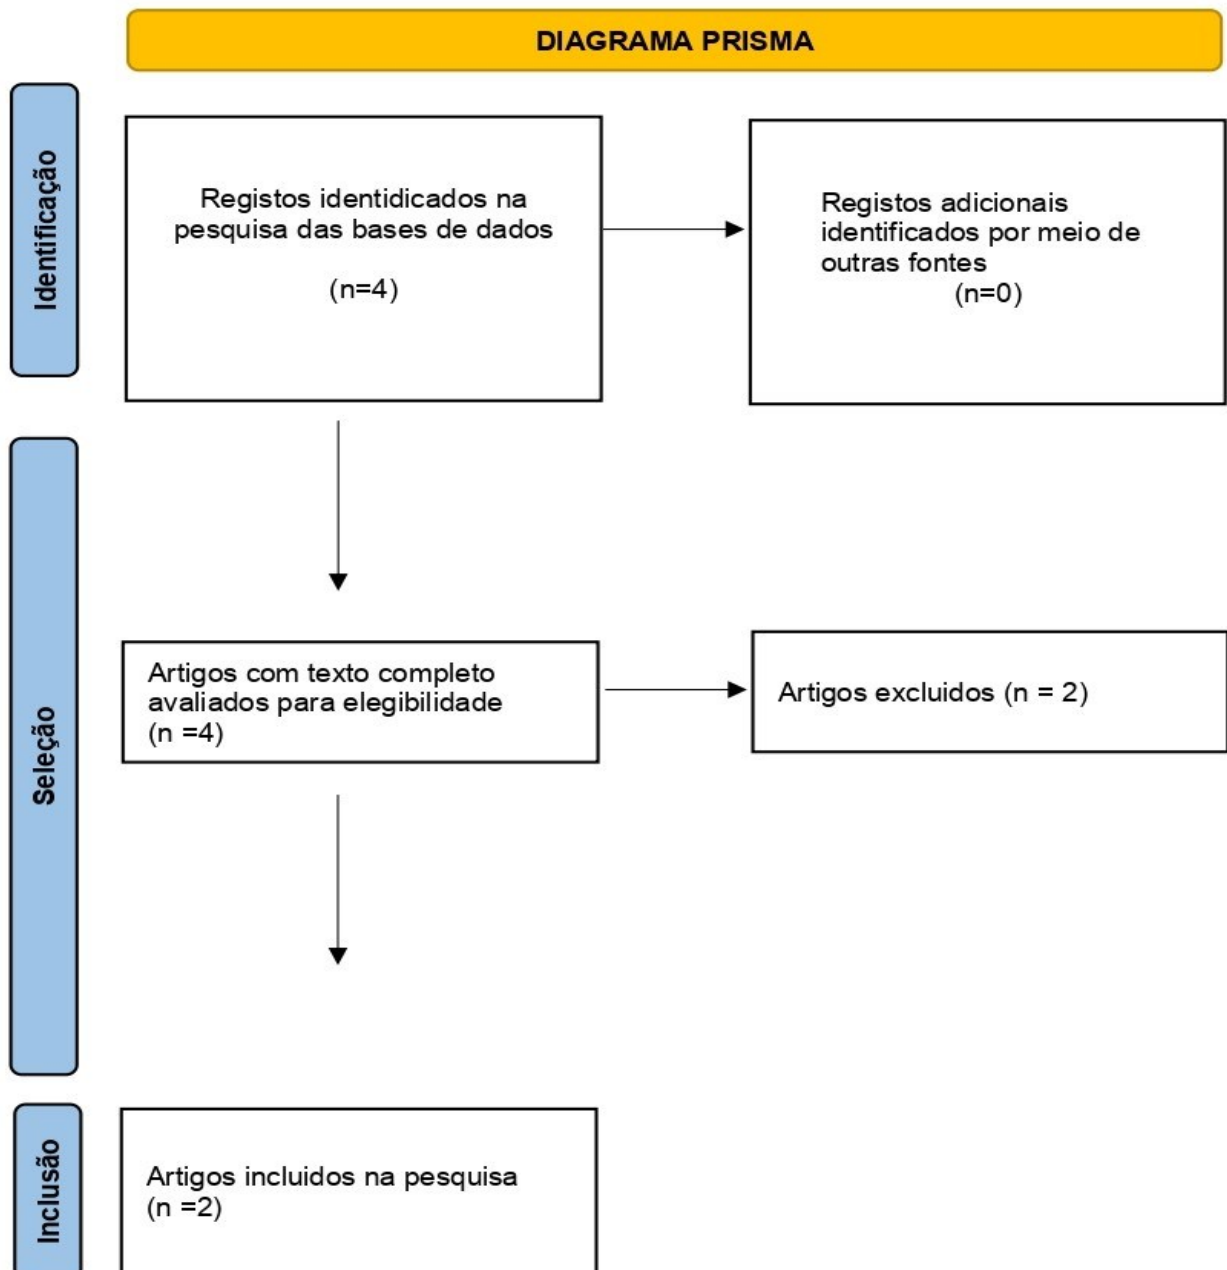 DIAGRAMA PRISMA
Identificação
Registos identidicados na
pesquisa das bases de dados
(n=4)
Registos adicionais
identificados por meio de
outras fontes
(n=0)
Seleção
Artigos com texto completo
avaliados para elegibilidade
(n =4)
Artigos excluidos (n = 2)
Inclusão
Artigos incluidos na pesquisa
(n =2)